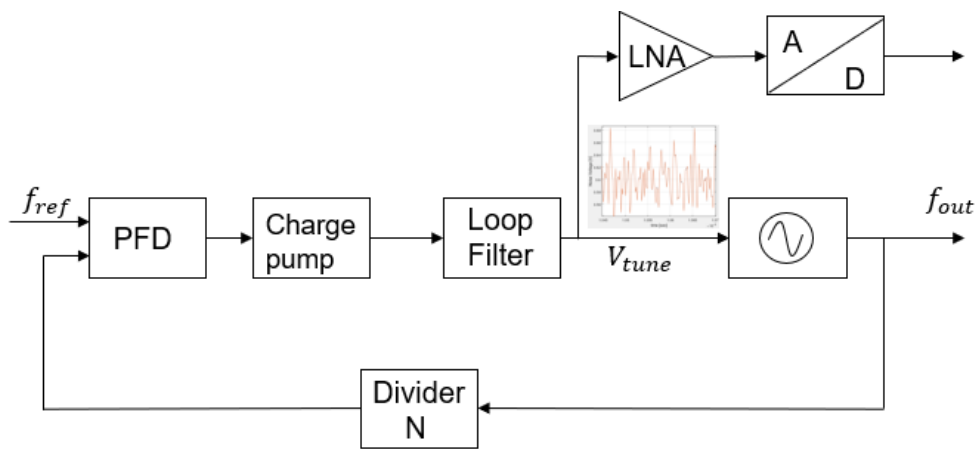 LNA
A
D
f_ref
PFD
Charge
pump
Loop
Filter
V_tune
f_out
Divider
N